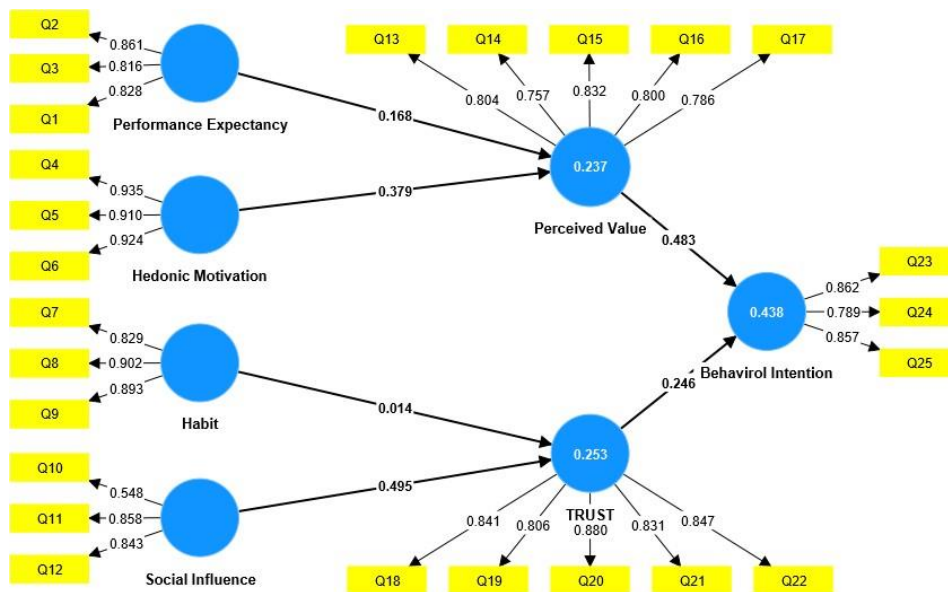 Q2
Q3
Q1
0.861
0.816
0.828
Performance Expectancy
Q4
Q5
Q6
0.935
0.910
0.924
Hedonic Motivation
Q7
Q8
Q9
0.829
0.902
0.893
Habit
Q10
Q11
Q12
0.548
0.858
0.843
Social Influence
0.168
0.379
0.014
0.495
Q13
Q14
Q15
Q16
Q17
0.804
0.757
0.832
0.800
0.786
0.237
Perceived Value
0.483
0.246
0.438
Behavirol Intention
0.862
0.789
0.857
Q23
Q24
Q25
0.253
TRUST
0.841
0.806
0.880
0.831
0.847
Q18
Q19
Q20
Q21
Q22